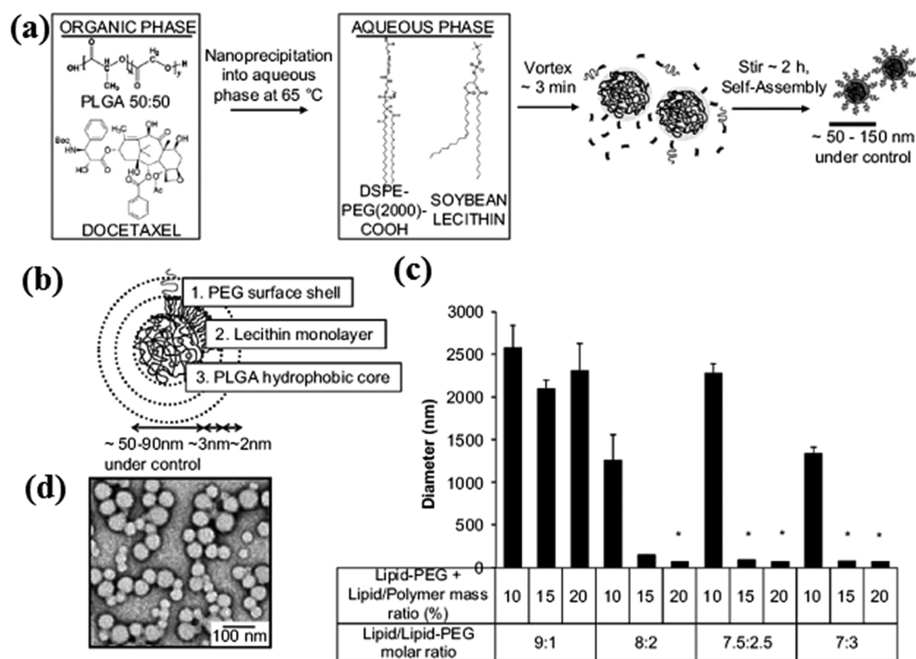 (a)
ORGANIC PHASE
OH
O
O
CH₃
x
O
H₂
C
O
y
H
PLGA 50:50
DOCETAXEL
Nanoprecipitation
into aqueous
phase at 65 °C
AQUEOUS PHASE
DSPE-
PEG(2000)-
COOH
SOYBEAN
LECITHIN
Vortex
~ 3 min
Stir ~ 2 h,
Self-Assembly
~ 50 - 150 nm
under control
(b)
1. PEG surface shell
2. Lecithin monolayer
3. PLGA hydrophobic core
~ 50-90nm ~3nm~2nm
under control
(c)
Diameter (nm)
3000
2500
2000
1500
1000
500
0
* * * * *
Lipid-PEG +
Lipid/Polymer mass
ratio (%)
10 15 20 10 15 20 10 15 20 10 15 20
Lipid/Lipid-PEG
molar ratio
9:1 8:2 7.5:2.5 7:3
(d)
100 nm